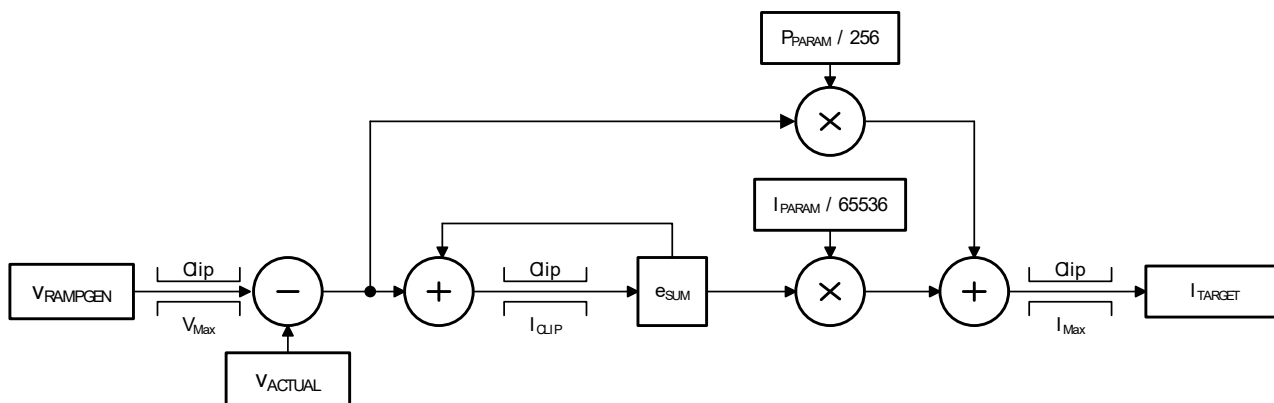 PPARAM / 256
×
IPARAM / 65536
Clip
Clip
Clip
VRAMPGEN
−
+
eSUM
×
+
ITARGET
VMax
ICLIP
IMax
VACTUAL